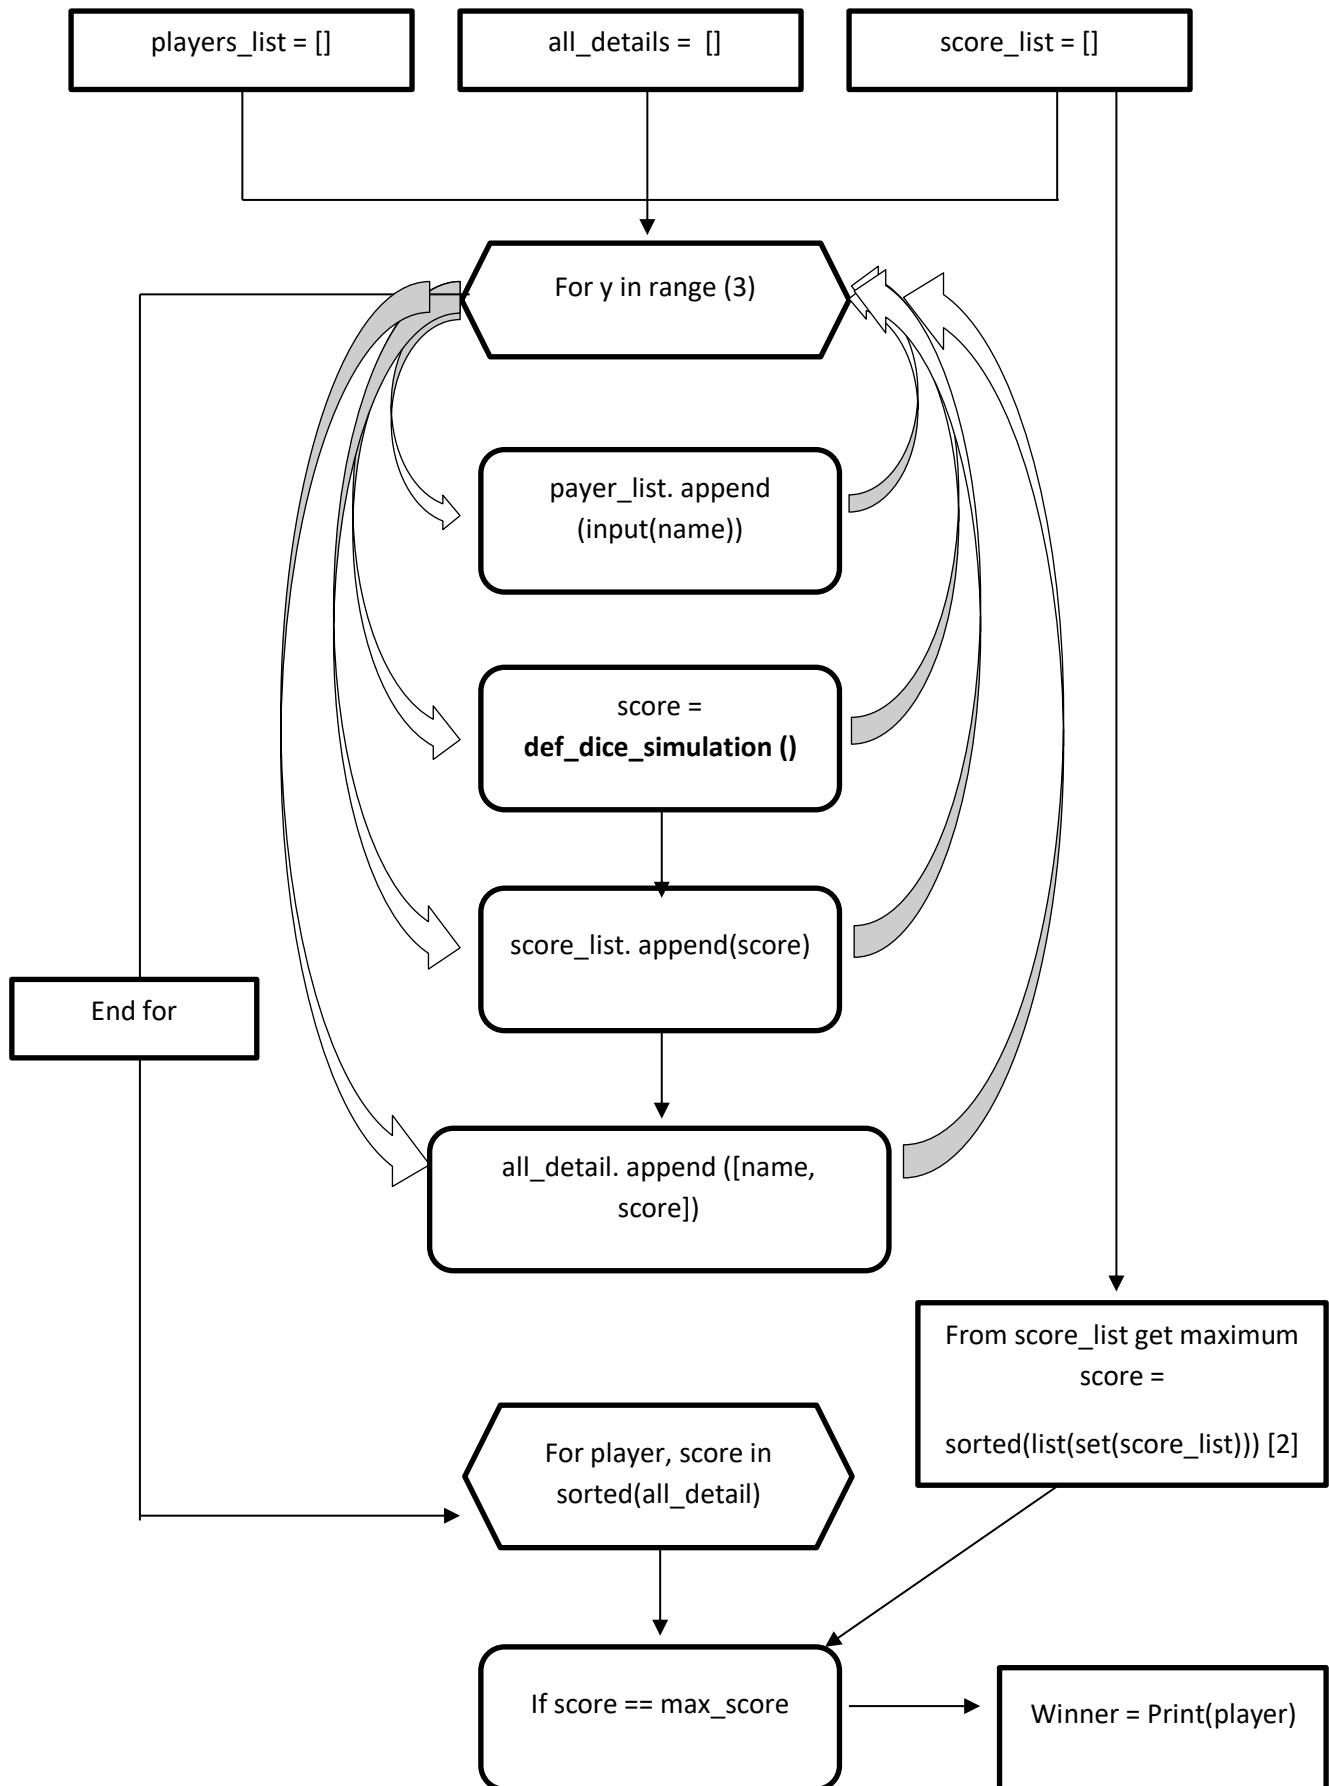 players_list = []
all_details =  []
score_list = []
For y in range (3)
payer_list. append
(input(name))
score =
def_dice_simulation ()
score_list. append(score)
End for
all_detail. append ([name,
score])
From score_list get maximum
score =
sorted(list(set(score_list))) [2]
For player, score in
sorted(all_detail)
If score == max_score
Winner = Print(player)